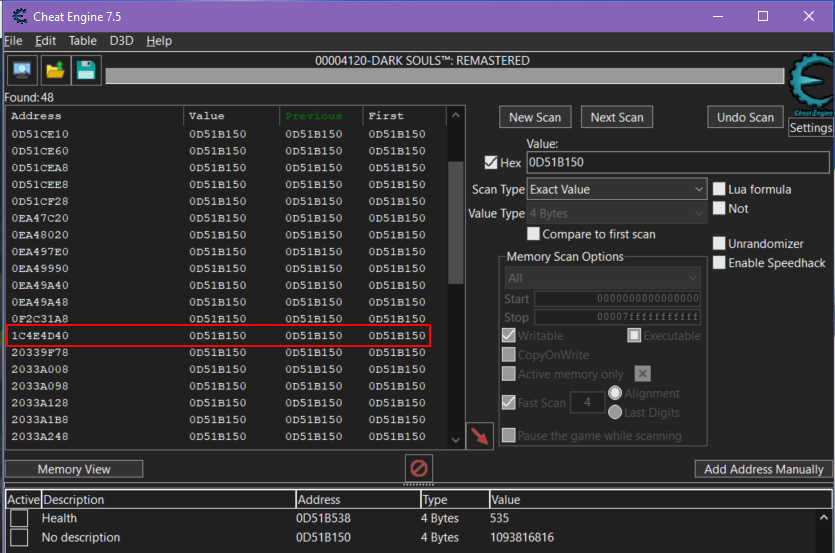 Cheat Engine 7.5
File Edit Table D3D Help
00004120-DARK SOULS™: REMASTERED
Found: 48
Cheat Engine
Settings
Address Value Previous First
0D51CE10 0D51B150 0D51B150 0D51B150
0D51CE60 0D51B150 0D51B150 0D51B150
0D51CEA8 0D51B150 0D51B150 0D51B150
0D51CEE8 0D51B150 0D51B150 0D51B150
0D51CF28 0D51B150 0D51B150 0D51B150
0EA47C20 0D51B150 0D51B150 0D51B150
0EA48020 0D51B150 0D51B150 0D51B150
0EA497E0 0D51B150 0D51B150 0D51B150
0EA49990 0D51B150 0D51B150 0D51B150
0EA49A40 0D51B150 0D51B150 0D51B150
0EA49A48 0D51B150 0D51B150 0D51B150
0F2C31A8 0D51B150 0D51B150 0D51B150
1C4E4D40 0D51B150 0D51B150 0D51B150
20339F78 0D51B150 0D51B150 0D51B150
2033A008 0D51B150 0D51B150 0D51B150
2033A098 0D51B150 0D51B150 0D51B150
2033A128 0D51B150 0D51B150 0D51B150
2033A1B8 0D51B150 0D51B150 0D51B150
2033A248 0D51B150 0D51B150 0D51B150
New Scan Next Scan Undo Scan
Value:
Hex 0D51B150
Scan Type Exact Value
Value Type 4 Bytes
Compare to first scan
Lua formula
Not
Unrandomizer
Enable Speedhack
Memory Scan Options
All
Start 0000000000000000
Stop 00007fffffffffff
Writable Executable
CopyOnWrite
Active memory only
Fast Scan 4 Alignment
Last Digits
Pause the game while scanning
Memory View Add Address Manually
Active Description Address Type Value
Health 0D51B538 4 Bytes 535
No description 0D51B150 4 Bytes 1093816816